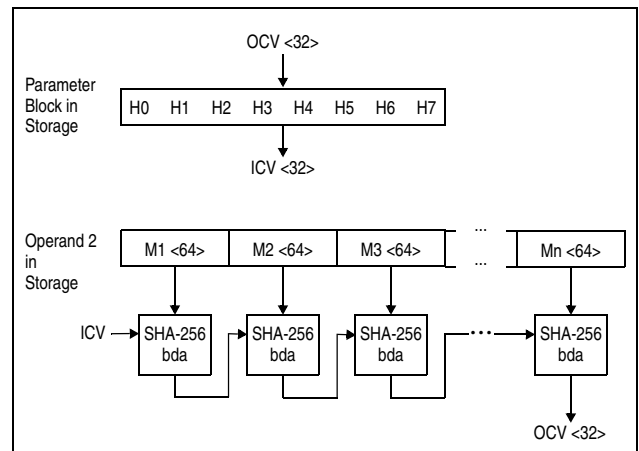 OCV <32>
Parameter
Block in
Storage
H0 H1 H2 H3 H4 H5 H6 H7
ICV <32>
Operand 2
in
Storage
M1 <64> M2 <64> M3 <64> ... ... Mn <64>
ICV
SHA-256
bda
SHA-256
bda
SHA-256
bda
SHA-256
bda
OCV <32>